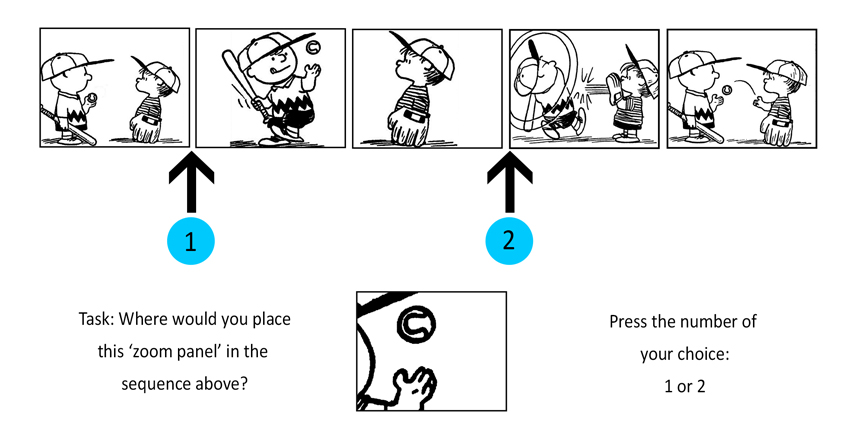 1
2
Task: Where would you place
this ‘zoom panel’ in the
sequence above?
Press the number of
your choice:
1 or 2